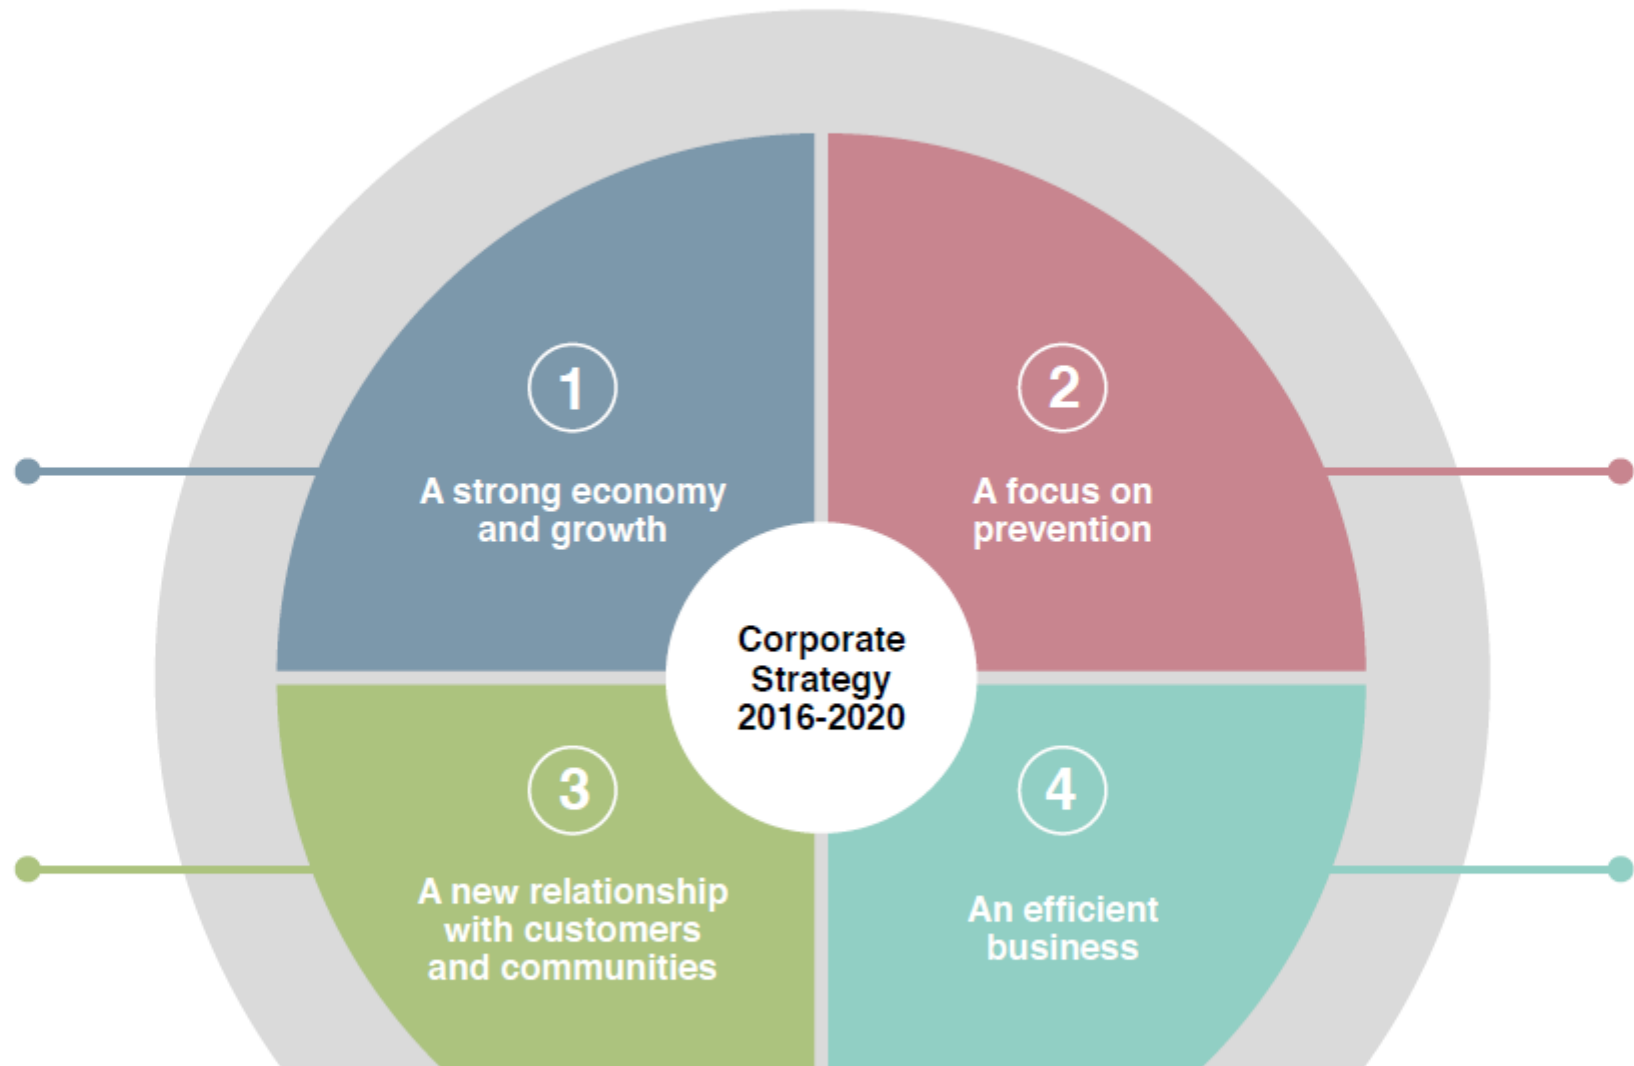 1
A strong economy
and growth
2
A focus on
prevention
Corporate
Strategy
2016-2020
3
A new relationship
with customers
and communities
4
An efficient
business